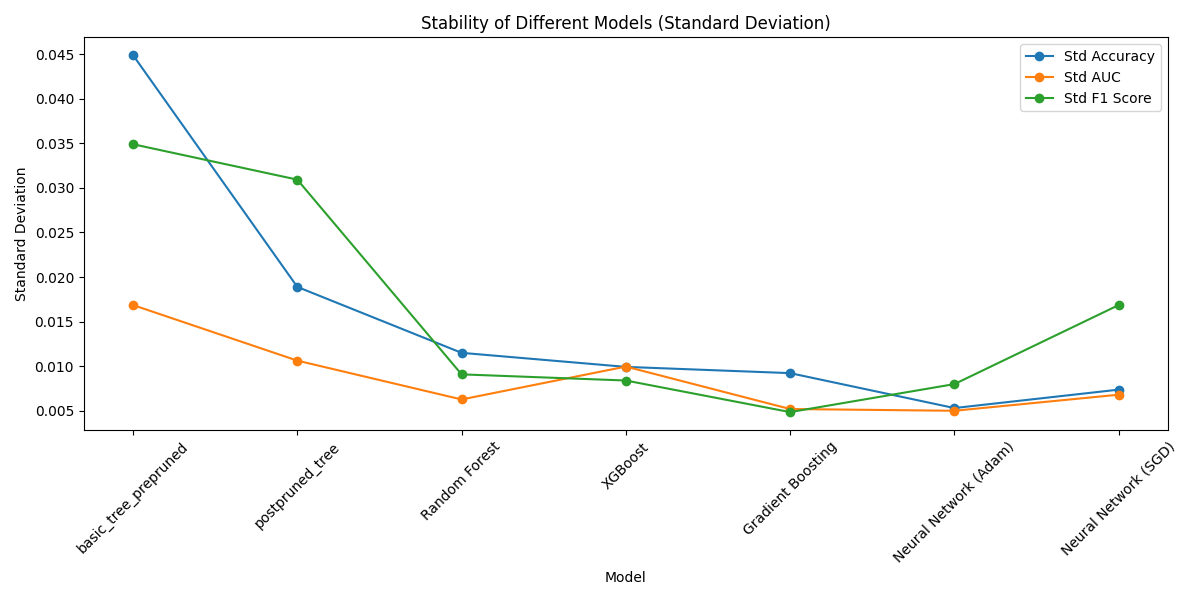 Stability of Different Models (Standard Deviation)
Std Accuracy
Std AUC
Std F1 Score
Standard Deviation
0.045
0.040
0.035
0.030
0.025
0.020
0.015
0.010
0.005
basic_tree_prepruned
postpruned_tree
Random Forest
XGBoost
Gradient Boosting
Neural Network (Adam)
Neural Network (SGD)
Model